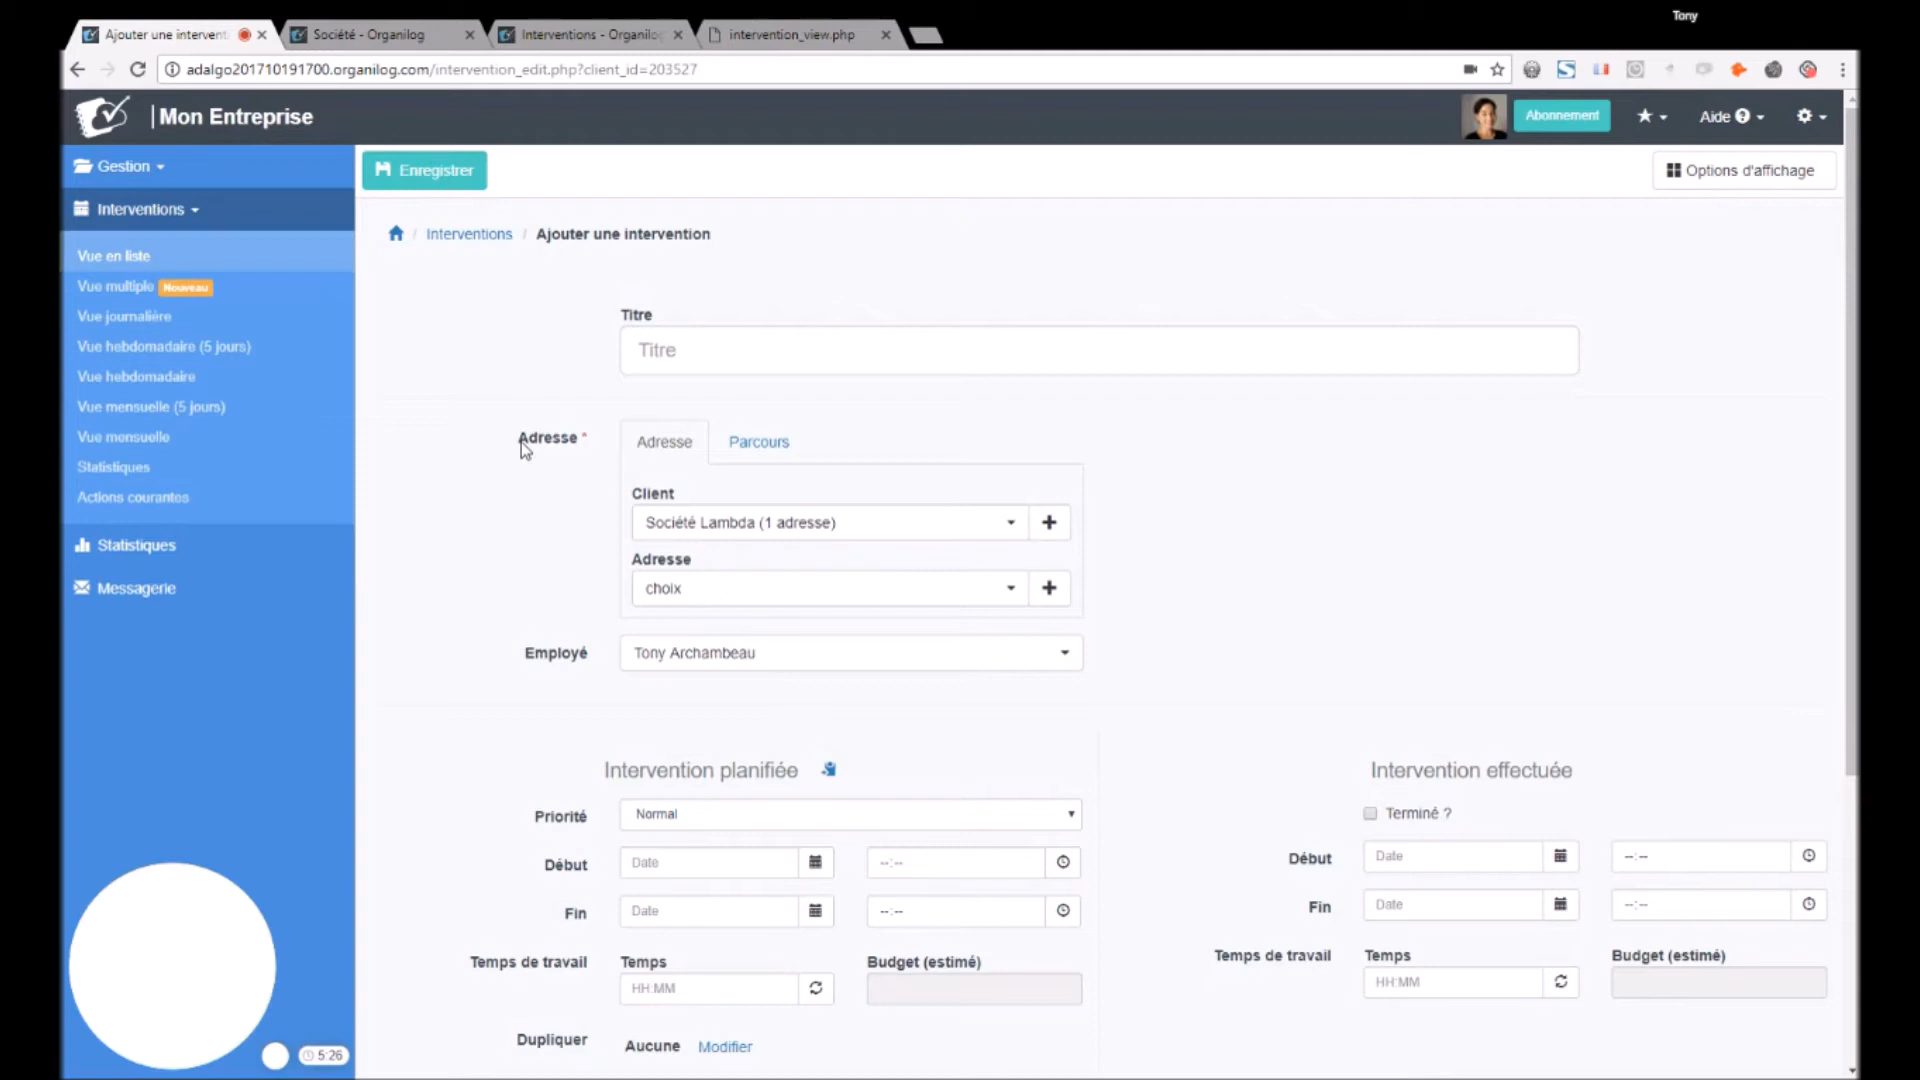 Tony
Ajouter une intervent
Société - Organilog
Interventions - Organilog
intervention_view.php
adalgo201710191700.organilog.com/intervention_edit.php?client_id=203527
| Mon Entreprise
Abonnement
Aide
Gestion
Enregistrer
Options d'affichage
Interventions
/ Interventions / Ajouter une intervention
Vue en liste
Vue multiple Nouveau
Vue journalière
Vue hebdomadaire (5 jours)
Vue hebdomadaire
Vue mensuelle (5 jours)
Vue mensuelle
Statistiques
Actions courantes
Statistiques
Messagerie
Titre
Titre
Adresse *
Adresse
Parcours
Client
Société Lambda (1 adresse)
Adresse
choix
Employé
Tony Archambeau
Intervention planifiée
Priorité
Normal
Début
Date
--:--
Fin
Date
--:--
Temps de travail
Temps
Budget (estimé)
HH:MM
Dupliquer
Aucune Modifier
Intervention effectuée
Terminé ?
Début
Date
--:--
Fin
Date
--:--
Temps de travail
Temps
Budget (estimé)
HH:MM
5:26